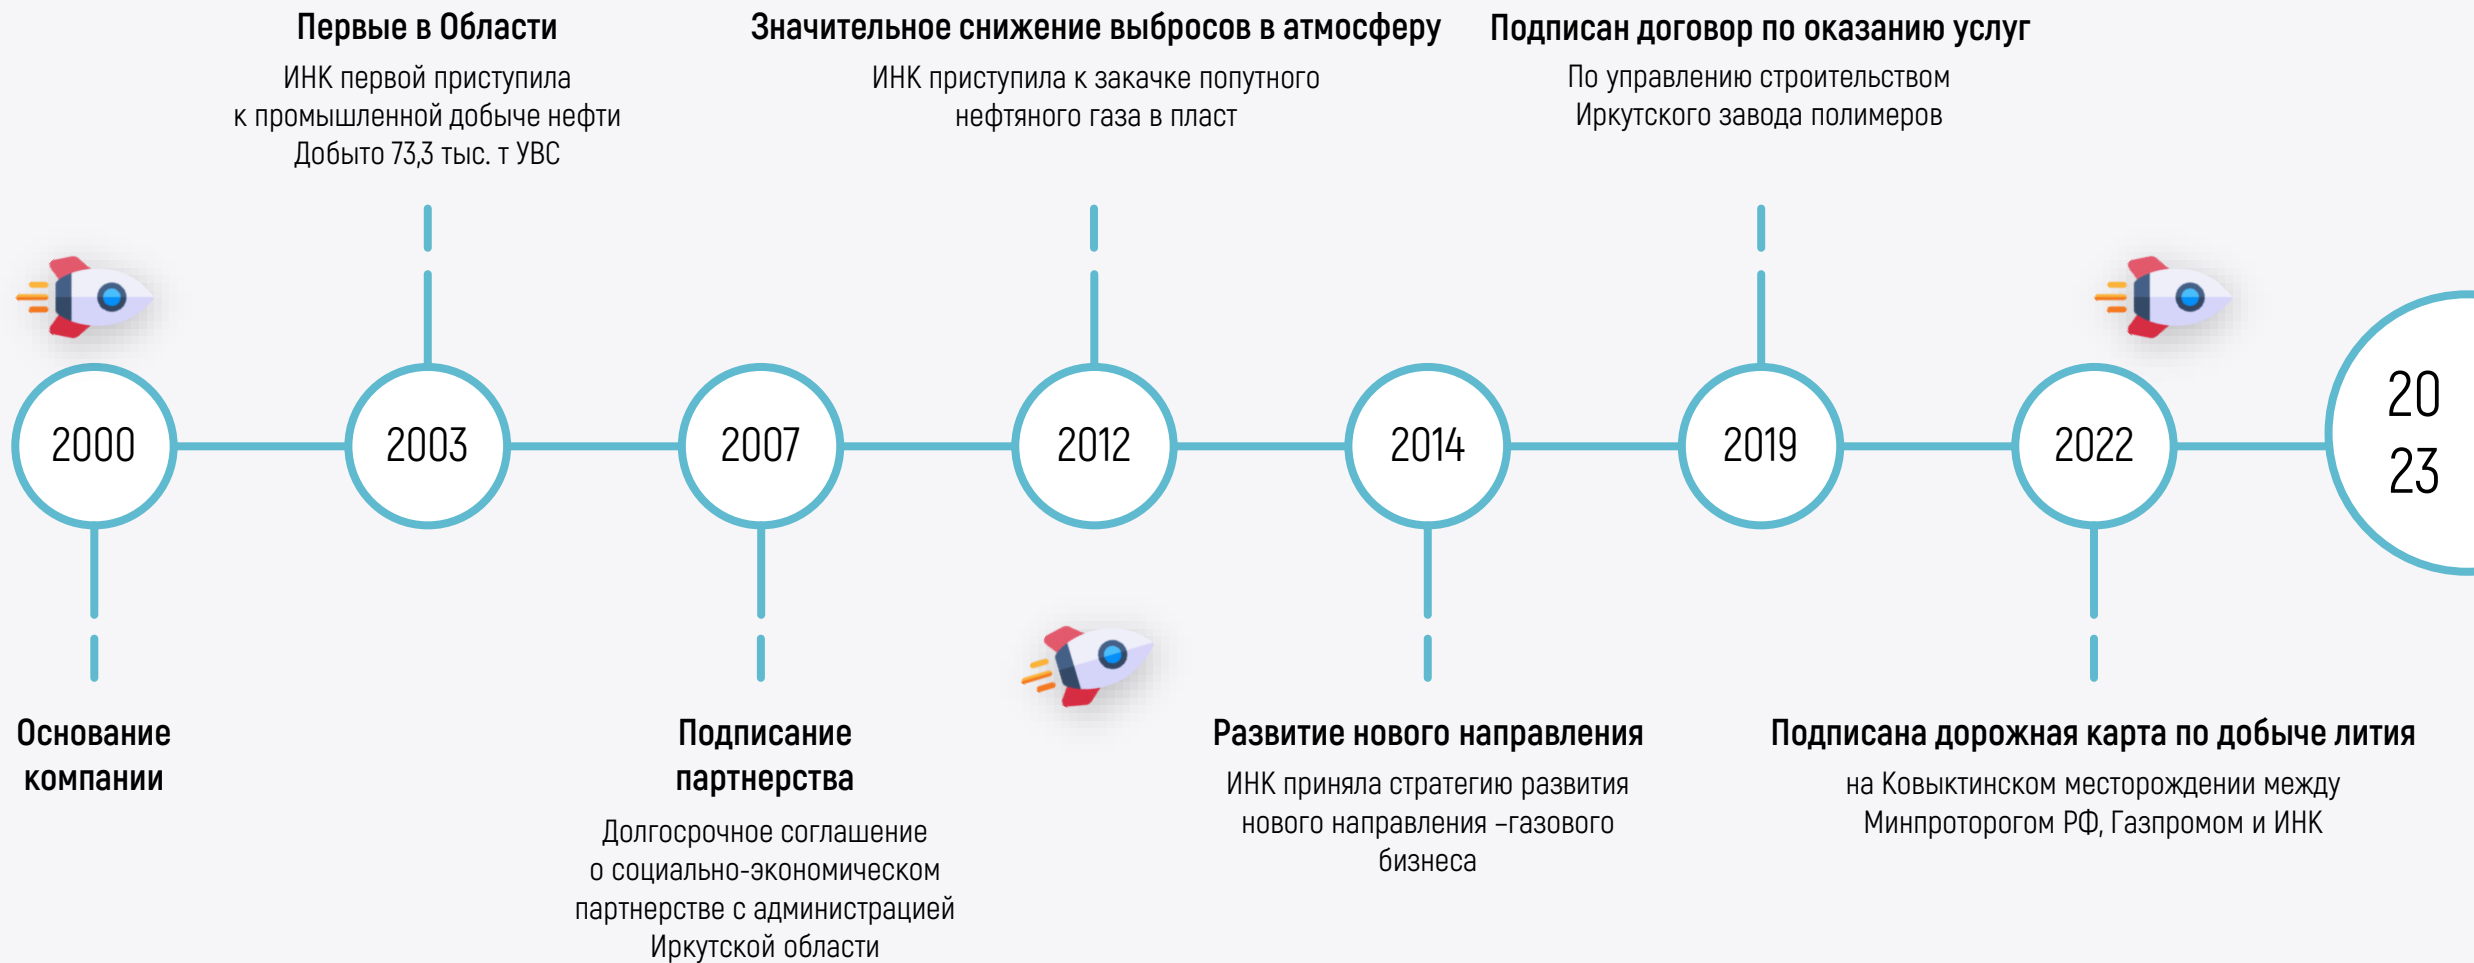 Первые в Области
ИНК первой приступила
к промышленной добыче нефти
Добыто 73,3 тыс. т УВС
Значительное снижение выбросов в атмосферу
ИНК приступила к закачке попутного
нефтяного газа в пласт
Подписан договор по оказанию услуг
По управлению строительством
Иркутского завода полимеров
2000
2003
2007
2012
2014
2019
2022
20
23
Основание
компании
Подписание
партнерства
Долгосрочное соглашение
о социально-экономическом
партнерстве с администрацией
Иркутской области
Развитие нового направления
ИНК приняла стратегию развития
нового направления –газового
бизнеса
Подписана дорожная карта по добыче лития
на Ковыктинском месторождении между
Минпроторогом РФ, Газпромом и ИНК